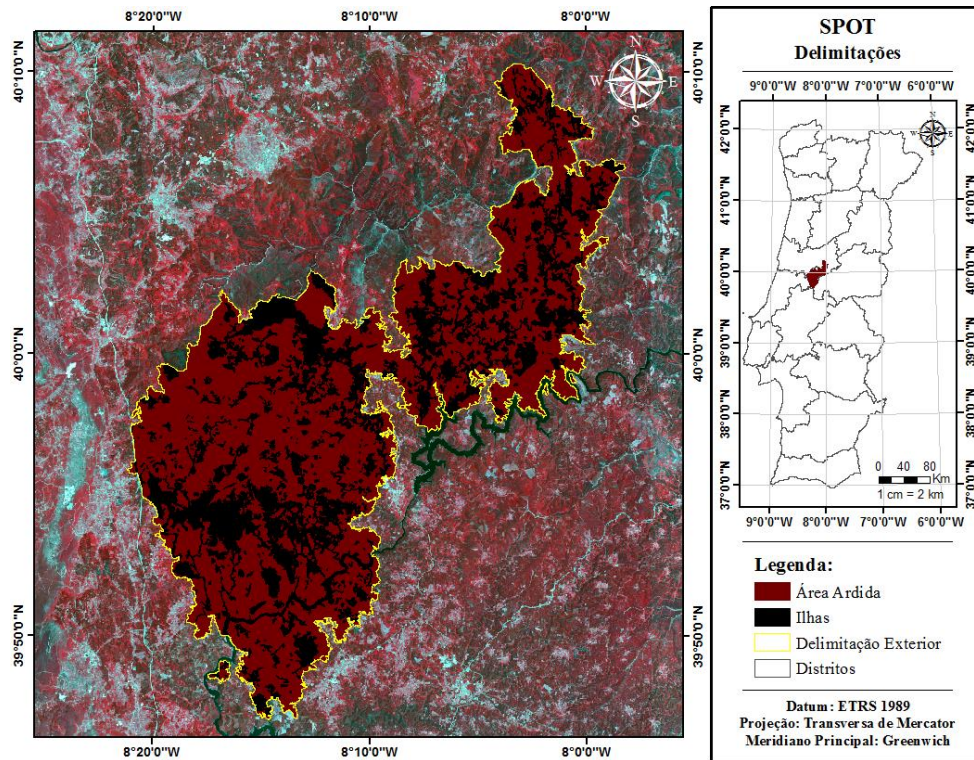 8°20'0"W 8°10'0"W 8°0'0"W
40°10'0"N
40°0'0"N
39°50'0"N
N
W E
S
40°10'0"N
40°0'0"N
39°50'0"N
8°20'0"W 8°10'0"W 8°0'0"W
SPOT
Delimitações
9°0'0"W 8°0'0"W 7°0'0"W 6°0'0"W
42°0'0"N
41°0'0"N
40°0'0"N
39°0'0"N
38°0'0"N
37°0'0"N
N
W E
S
42°0'0"N
41°0'0"N
40°0'0"N
39°0'0"N
38°0'0"N
37°0'0"N
0 40 80
Km
1 cm = 2 km
9°0'0"W 8°0'0"W 7°0'0"W 6°0'0"W
Legenda:
Área Ardida
Ilhas
Delimitação Exterior
Distritos
Datum: ETRS 1989
Projeção: Transversa de Mercator
Meridiano Principal: Greenwich